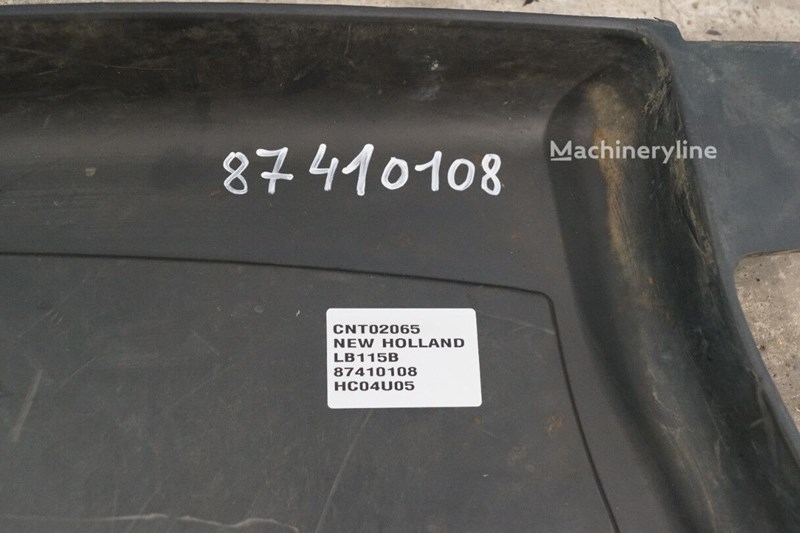 Machineryline
87410108
CNT02065
NEW HOLLAND
LB115B
87410108
HC04U05